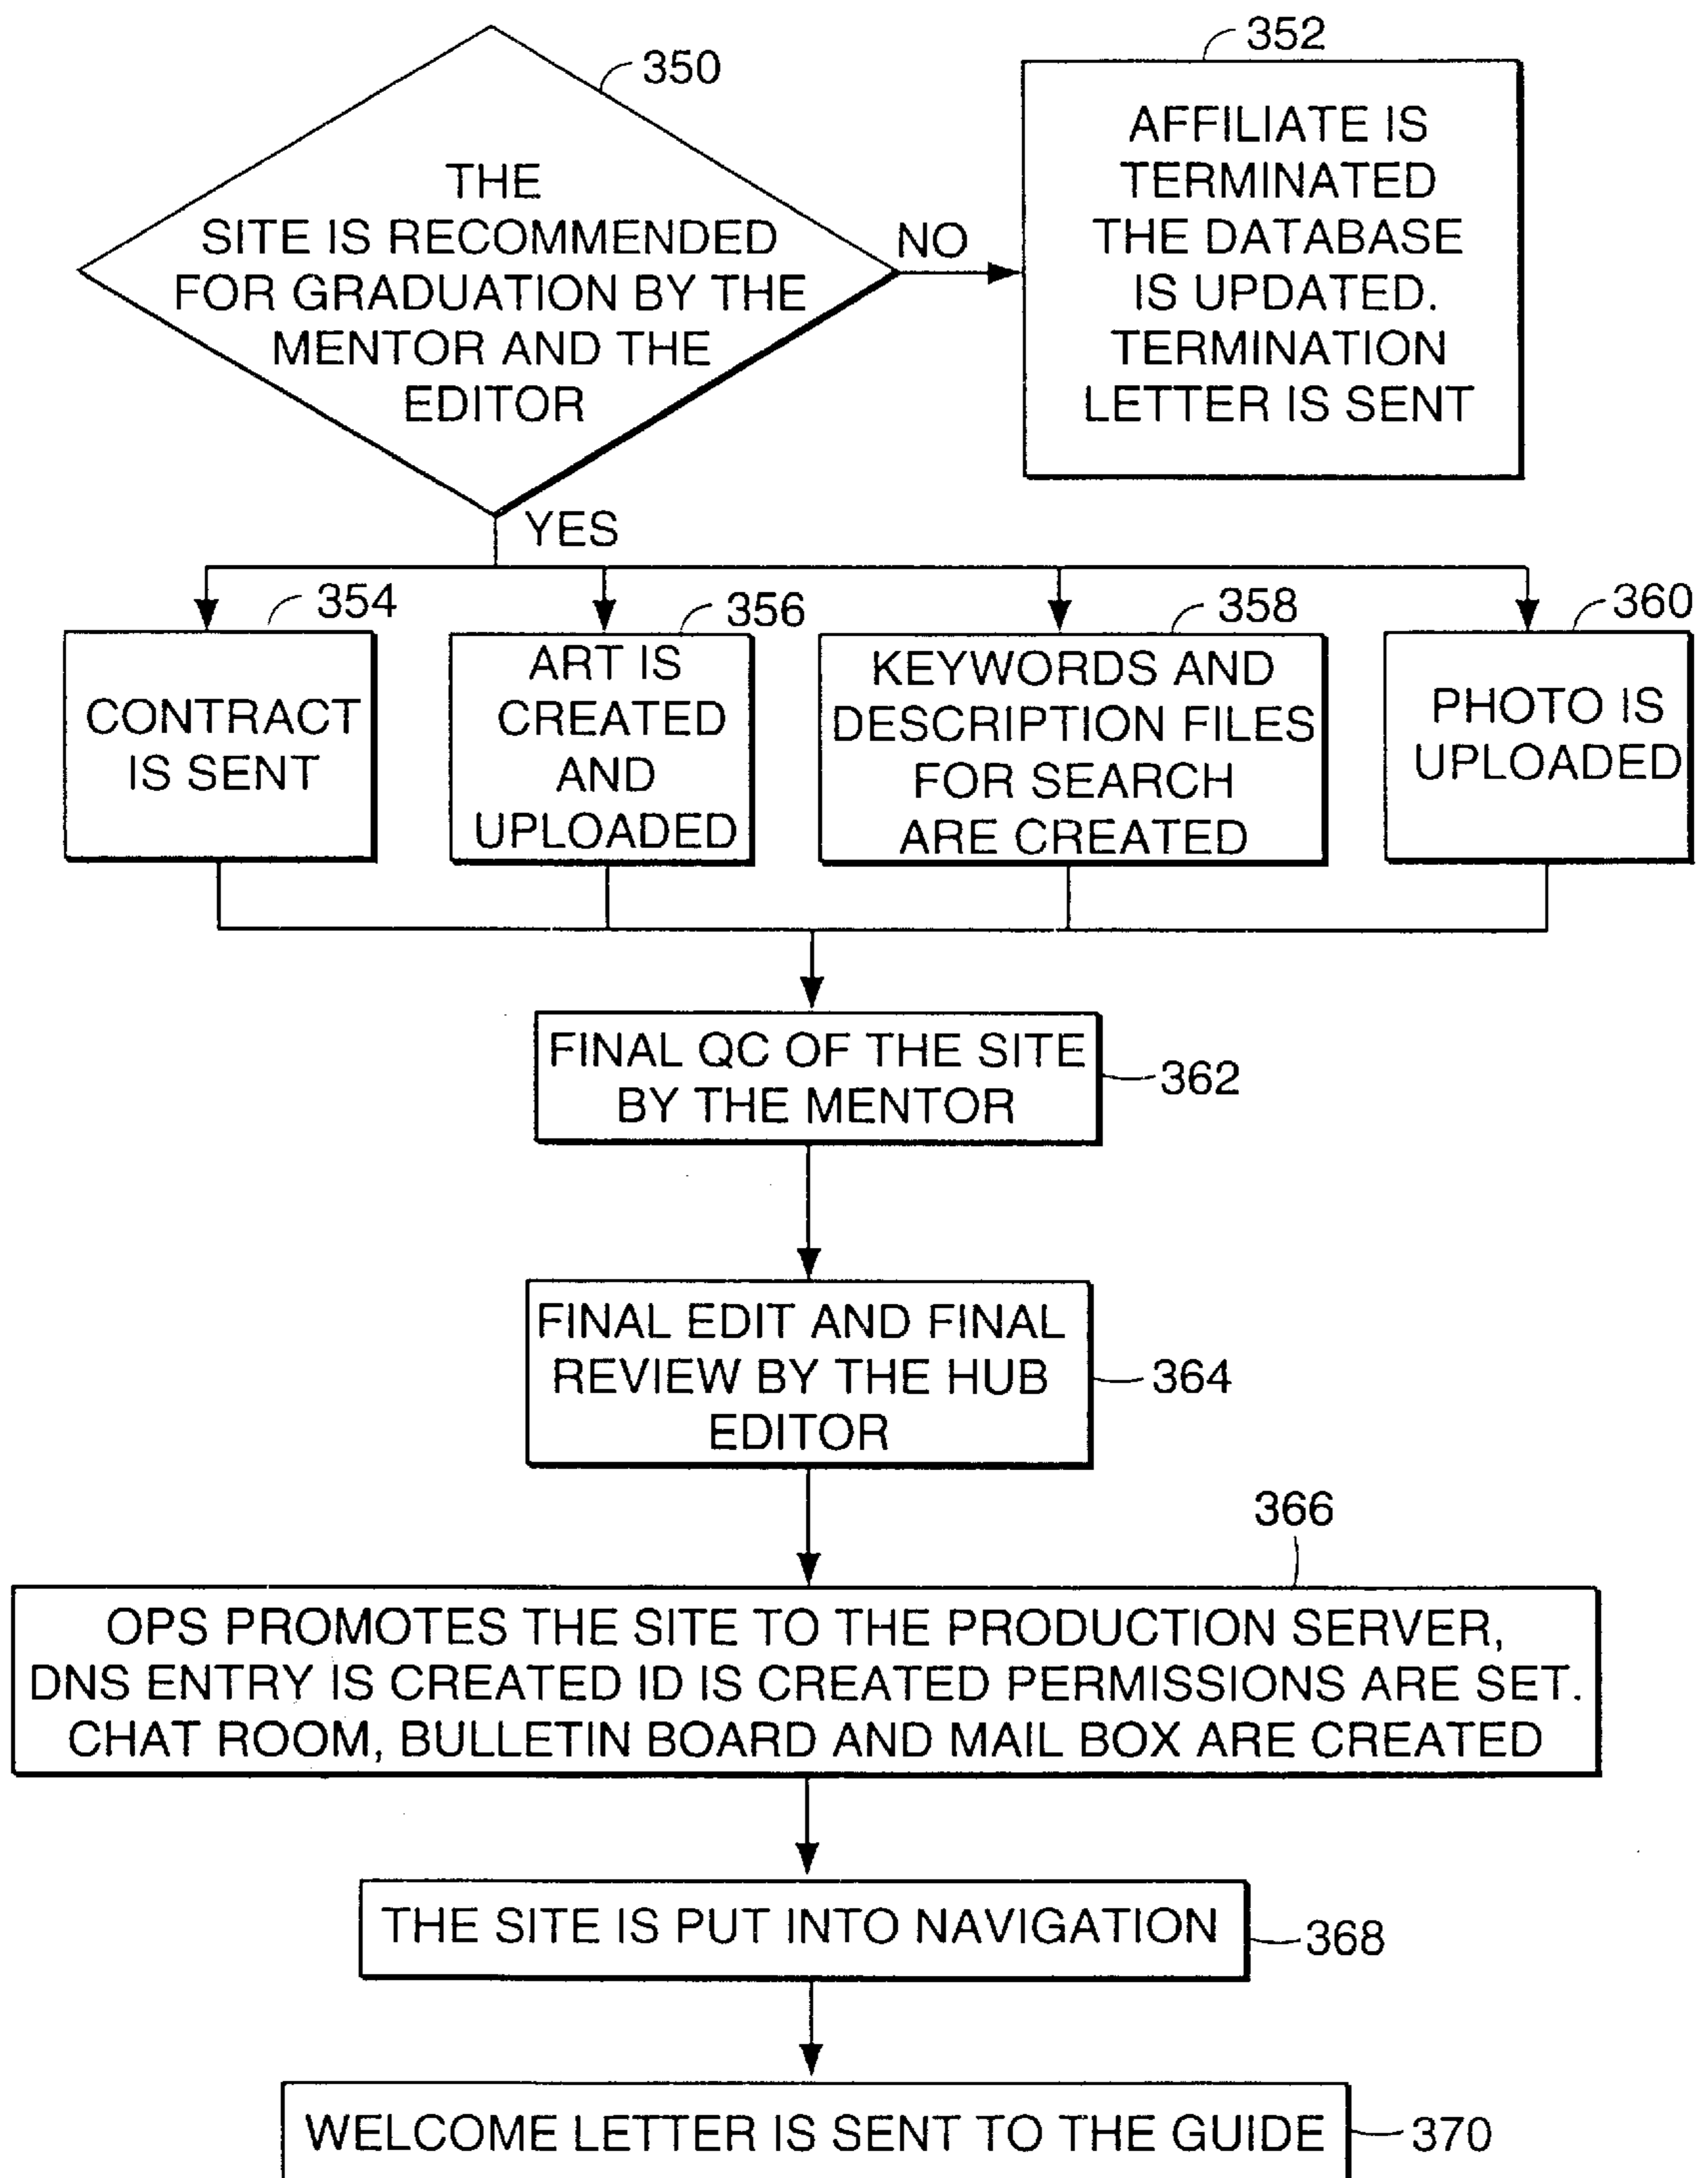 350
THE
SITE IS RECOMMENDED
FOR GRADUATION BY THE
MENTOR AND THE
EDITOR
NO
352
AFFILIATE IS
TERMINATED
THE DATABASE
IS UPDATED.
TERMINATION
LETTER IS SENT
YES
354
CONTRACT
IS SENT
356
ART IS
CREATED
AND
UPLOADED
358
KEYWORDS AND
DESCRIPTION FILES
FOR SEARCH
ARE CREATED
360
PHOTO IS
UPLOADED
FINAL QC OF THE SITE
BY THE MENTOR
362
FINAL EDIT AND FINAL
REVIEW BY THE HUB
EDITOR
364
366
OPS PROMOTES THE SITE TO THE PRODUCTION SERVER,
DNS ENTRY IS CREATED ID IS CREATED PERMISSIONS ARE SET.
CHAT ROOM, BULLETIN BOARD AND MAIL BOX ARE CREATED
THE SITE IS PUT INTO NAVIGATION
368
WELCOME LETTER IS SENT TO THE GUIDE
370